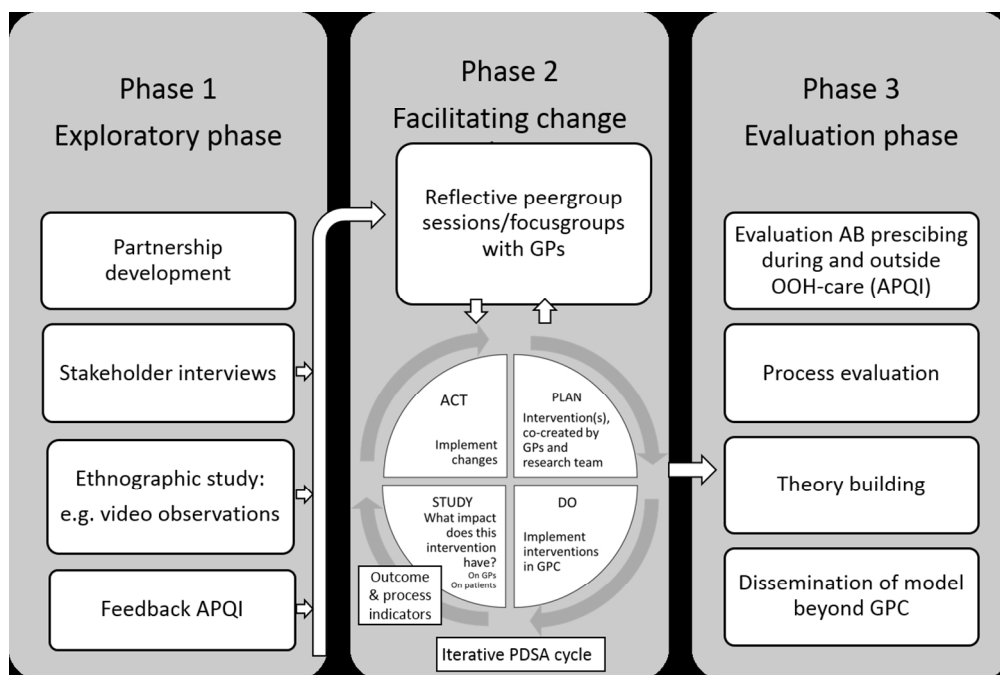 Phase 1
Exploratory phase
Partnership
development
Stakeholder interviews
Ethnographic study:
e.g. video observations
Feedback APQI
Phase 2
Facilitating change
Reflective peergroup
sessions/focusgroups
with GPs
ACT
Implement
changes
PLAN
Intervention(s),
co-created by
GPs and
research team
STUDY
What impact
does this
intervention
have?
On GPs
On patients
DO
Implement
interventions
in GPC
Outcome
& process
indicators
Iterative PDSA cycle
Phase 3
Evaluation phase
Evaluation AB prescibing
during and outside
OOH-care (APQI)
Process evaluation
Theory building
Dissemination of model
beyond GPC